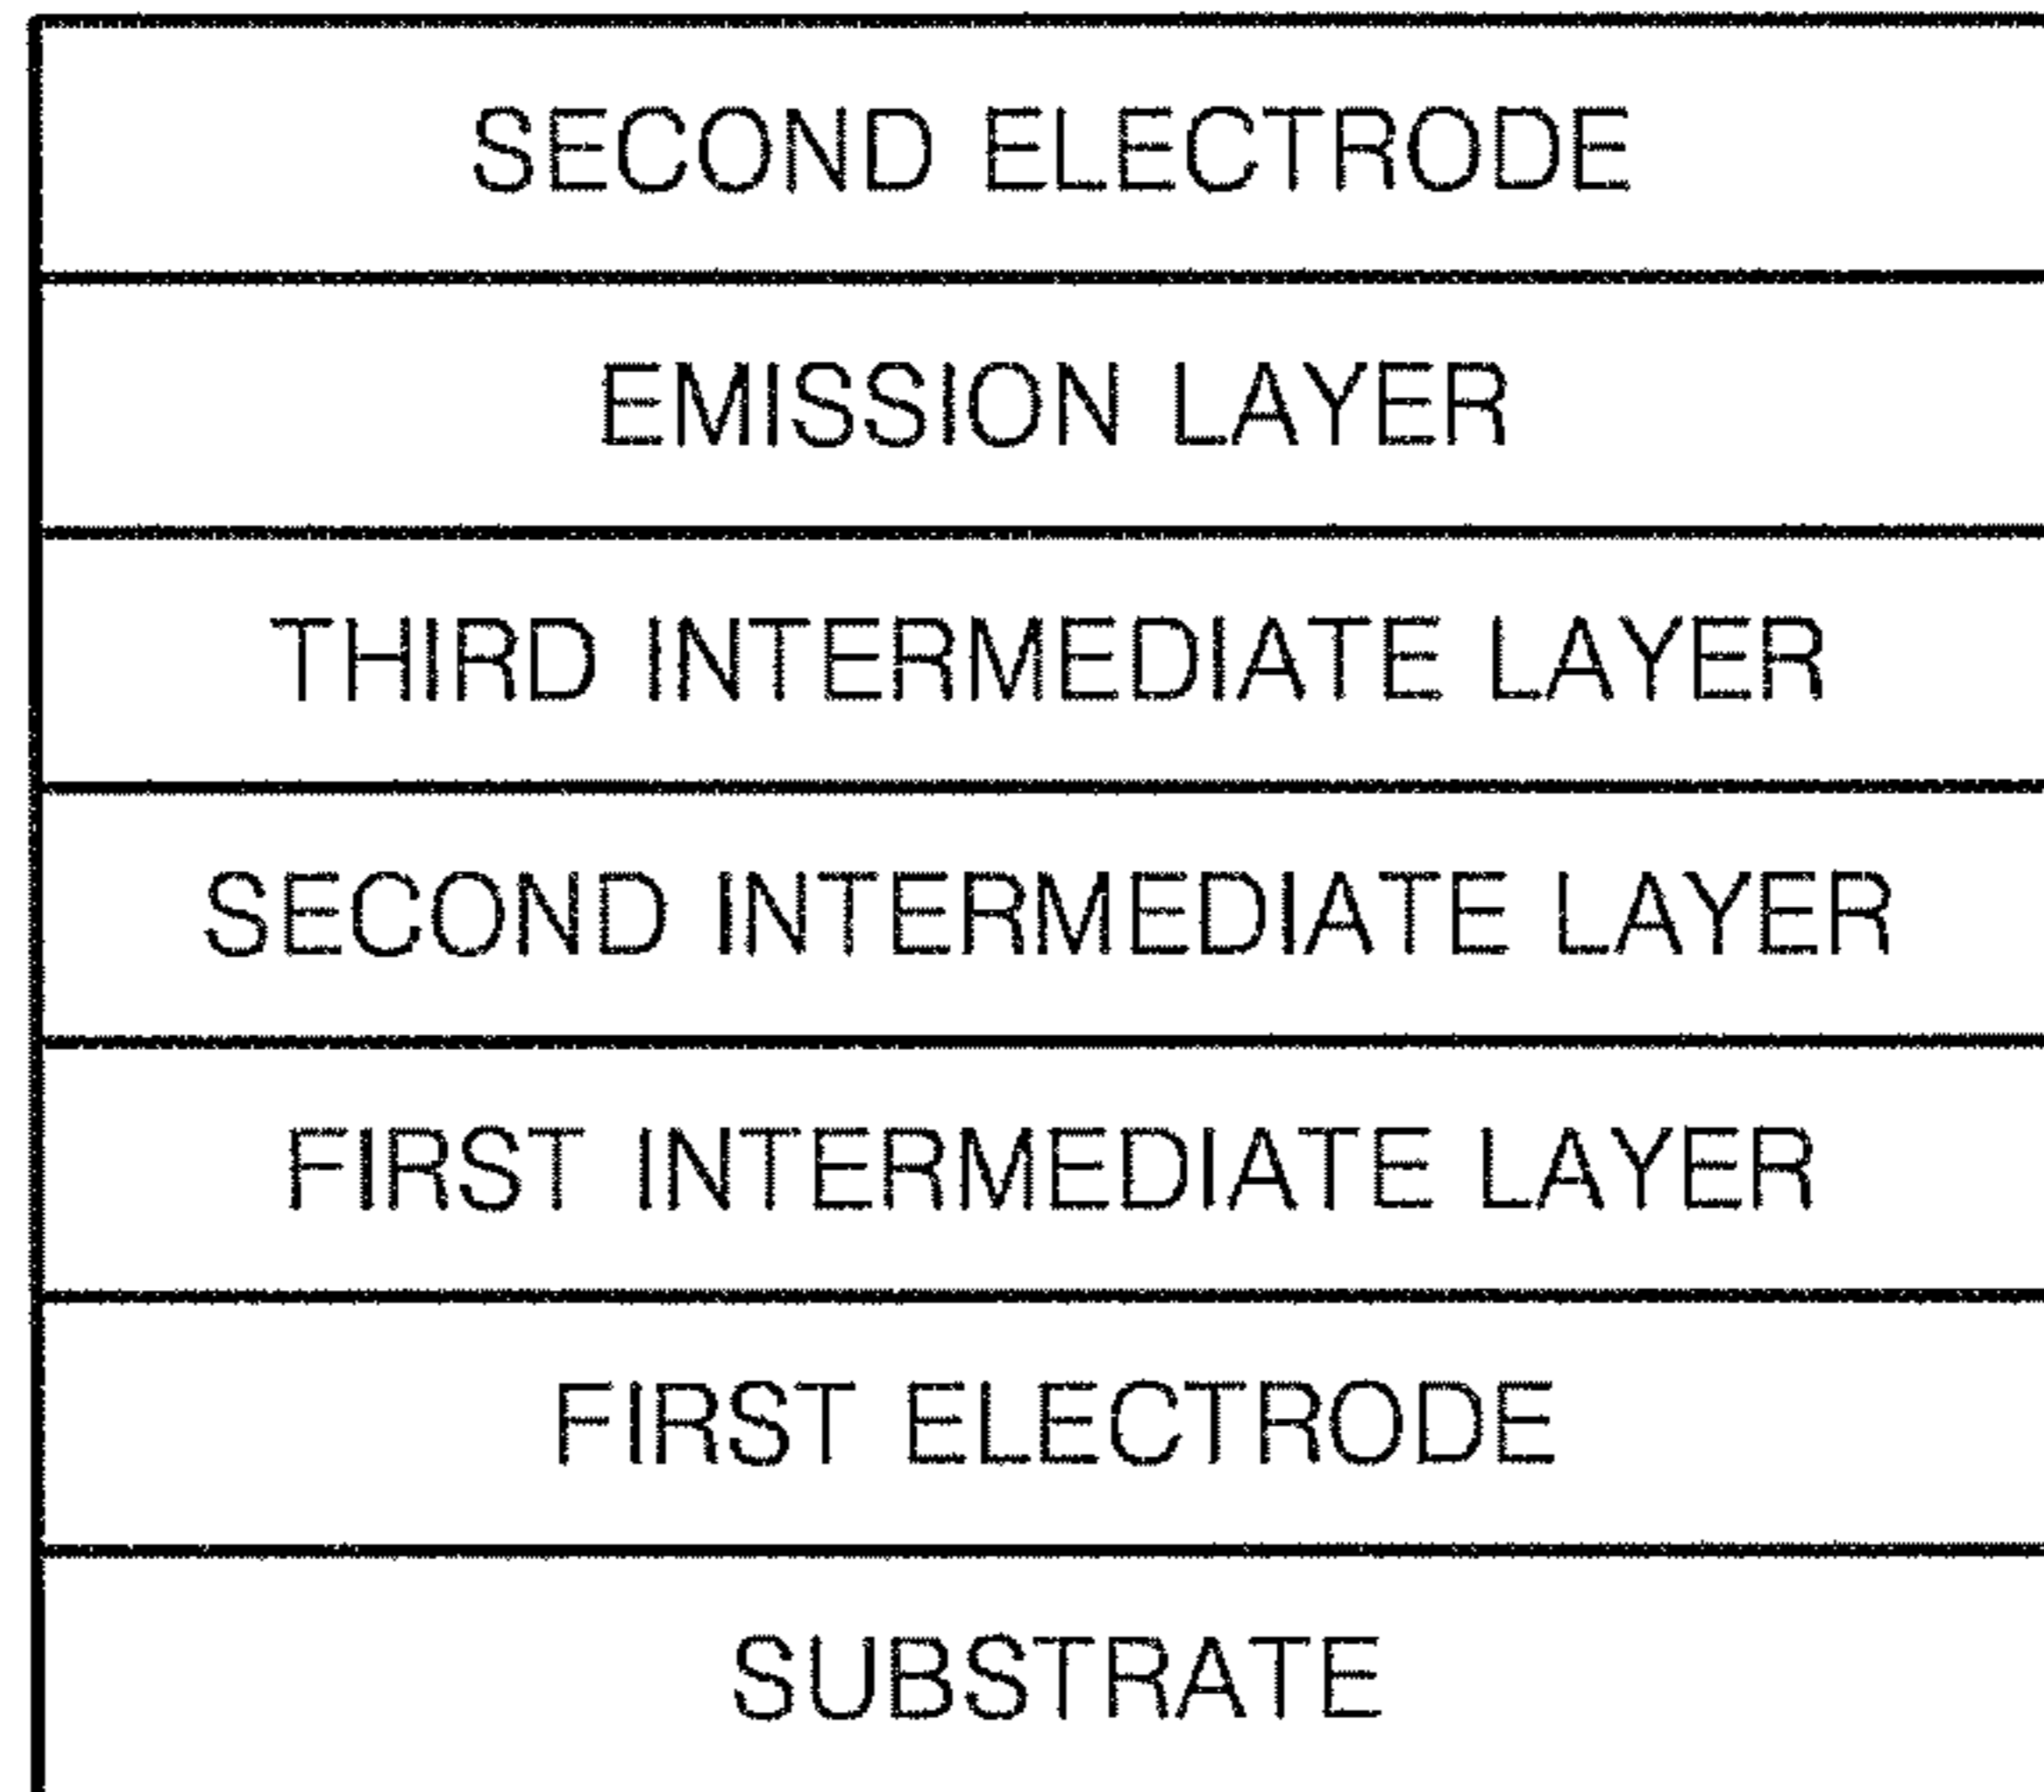 SECOND ELECTRODE
EMISSION LAYER
THIRD INTERMEDIATE LAYER
SECOND INTERMEDIATE LAYER
FIRST INTERMEDIATE LAYER
FIRST ELECTRODE
SUBSTRATE